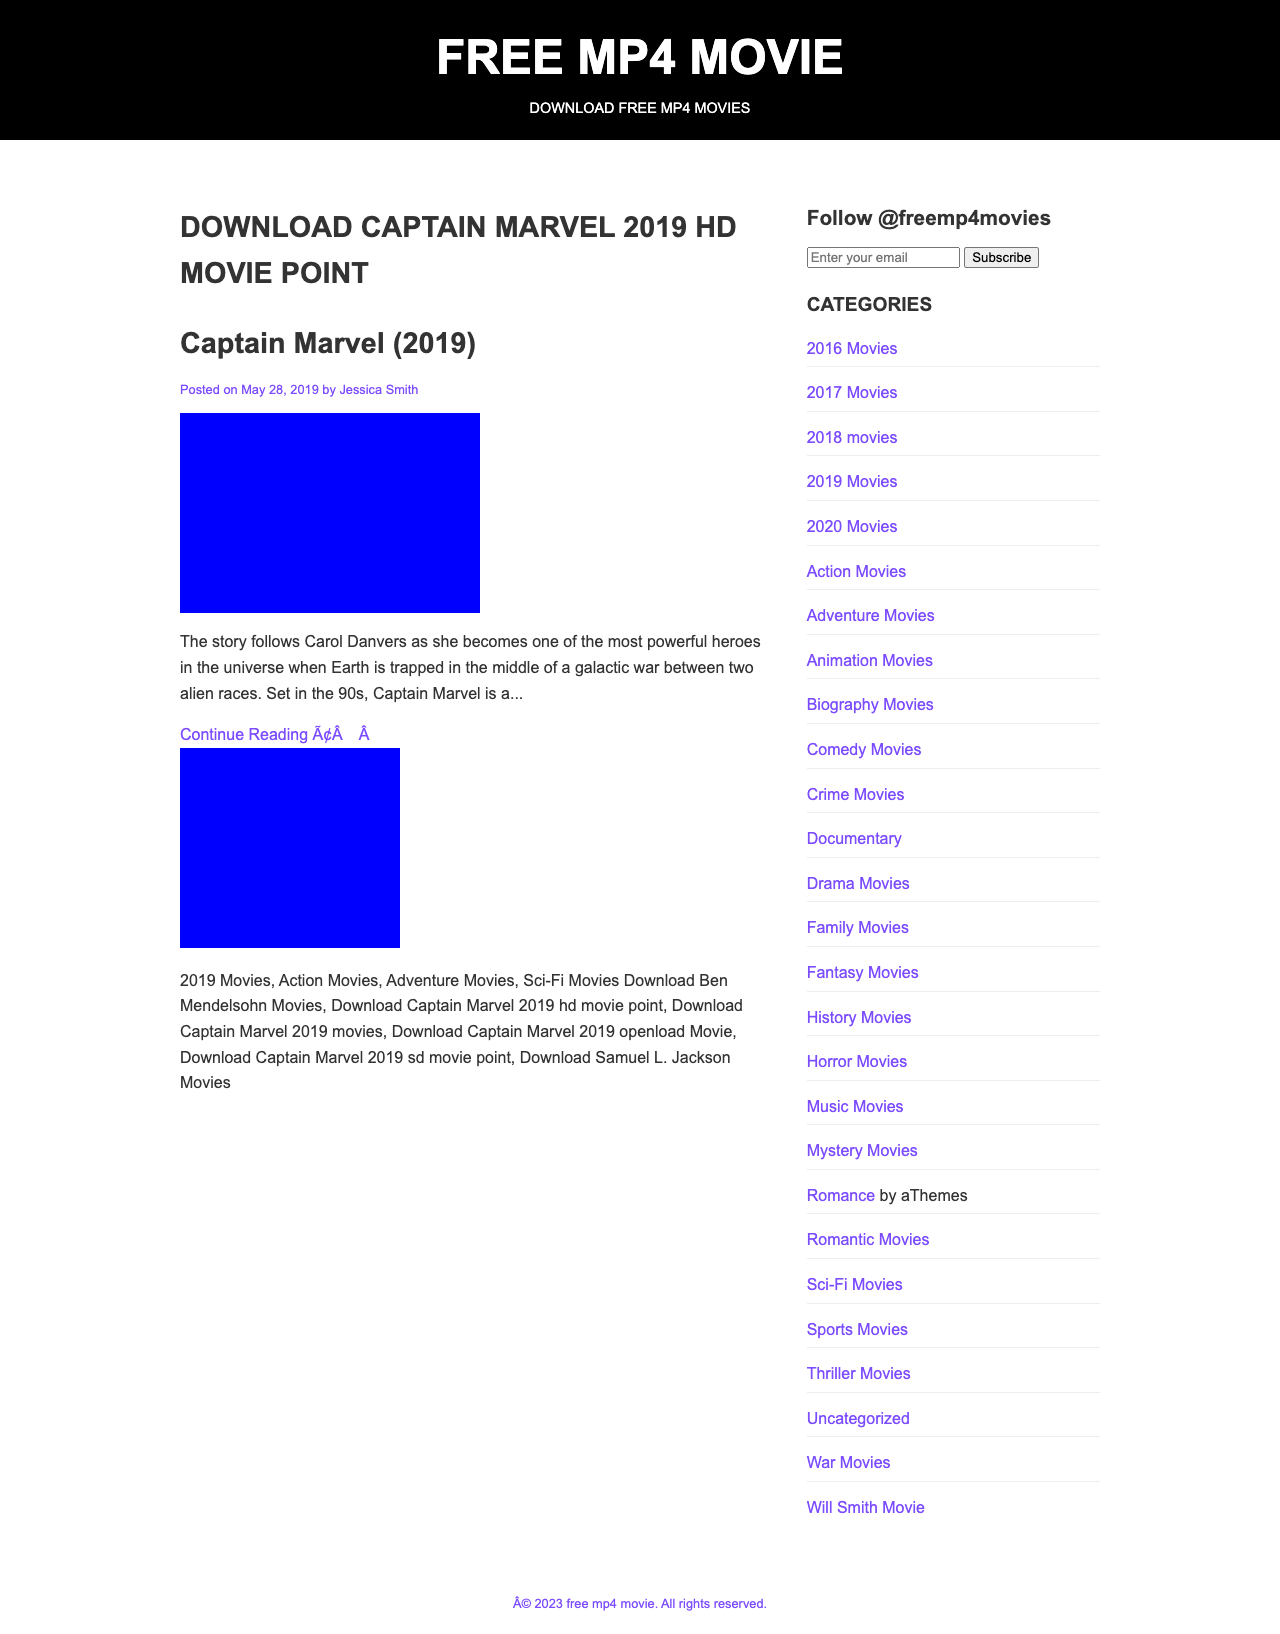 FREE MP4 MOVIE
DOWNLOAD FREE MP4 MOVIES
DOWNLOAD CAPTAIN MARVEL 2019 HD
MOVIE POINT
Captain Marvel (2019)
Posted on May 28, 2019 by Jessica Smith
The story follows Carol Danvers as she becomes one of the most powerful heroes
in the universe when Earth is trapped in the middle of a galactic war between two
alien races. Set in the 90s, Captain Marvel is a...
Continue Reading Ã¢Â Â
2019 Movies, Action Movies, Adventure Movies, Sci-Fi Movies Download Ben
Mendelsohn Movies, Download Captain Marvel 2019 hd movie point, Download
Captain Marvel 2019 movies, Download Captain Marvel 2019 openload Movie,
Download Captain Marvel 2019 sd movie point, Download Samuel L. Jackson
Movies
Follow @freemp4movies
Enter your email Subscribe
CATEGORIES
2016 Movies
2017 Movies
2018 movies
2019 Movies
2020 Movies
Action Movies
Adventure Movies
Animation Movies
Biography Movies
Comedy Movies
Crime Movies
Documentary
Drama Movies
Family Movies
Fantasy Movies
History Movies
Horror Movies
Music Movies
Mystery Movies
Romance by aThemes
Romantic Movies
Sci-Fi Movies
Sports Movies
Thriller Movies
Uncategorized
War Movies
Will Smith Movie
Â© 2023 free mp4 movie. All rights reserved.